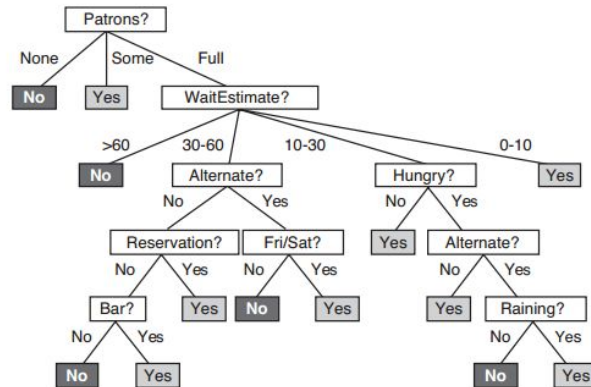 Patrons?
None Some Full
No Yes WaitEstimate?
>60 30-60 10-30 0-10
No Alternate? Hungry? Yes
No Yes No Yes
Reservation? Fri/Sat? Yes Alternate?
No Yes No Yes No Yes
Bar? Yes No Yes Yes Raining?
No Yes No Yes
No Yes No Yes